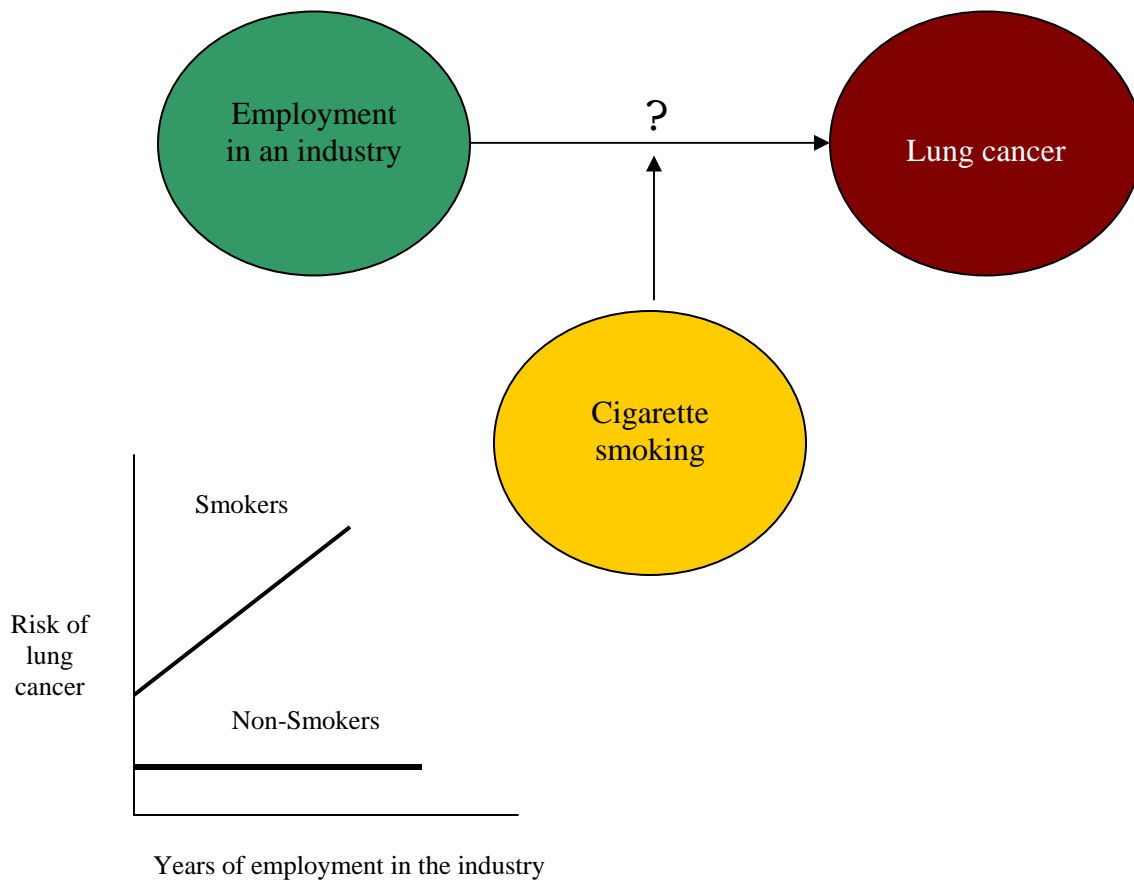 Employment
in an industry
?
Lung cancer
Cigarette
smoking
Smokers
Risk of
lung
cancer
Non-Smokers
Years of employment in the industry